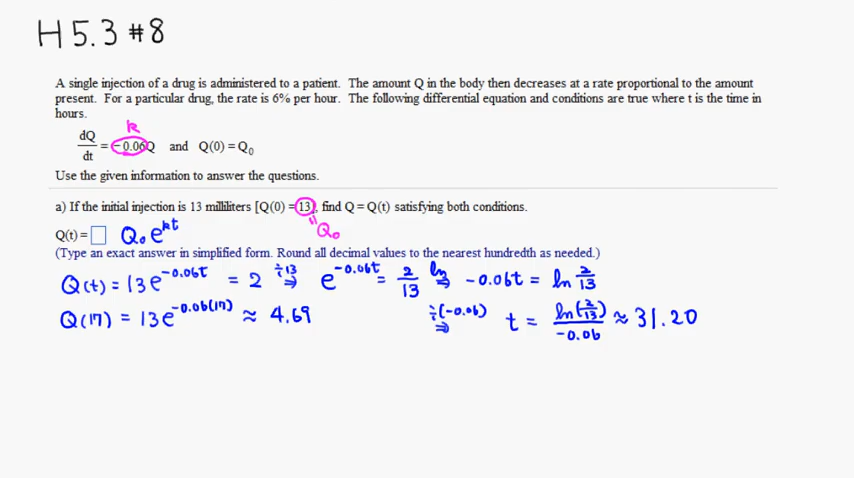 H 5.3 #8
A single injection of a drug is administered to a patient. The amount Q in the body then decreases at a rate proportional to the amount
present. For a particular drug, the rate is 6% per hour. The following differential equation and conditions are true where t is the time in
hours.
k
dQ/dt = -0.06Q and Q(0) = Q₀
Use the given information to answer the questions.
a) If the initial injection is 13 milliliters [Q(0) = 13], find Q = Q(t) satisfying both conditions.
Q(t) = Q₀ e^{kt} = Q₀
(Type an exact answer in simplified form. Round all decimal values to the nearest hundredth as needed.)
Q(t) = 13e^{-0.06t} = 2 ÷13 ⇒ e^{-0.06t} = 2/13 ln ⇒ -0.06t = ln 2/13
Q(17) = 13e^{-0.06(17)} ≈ 4.69 ÷(-0.06) ⇒ t = ln(2/13)/-0.06 ≈ 31.20